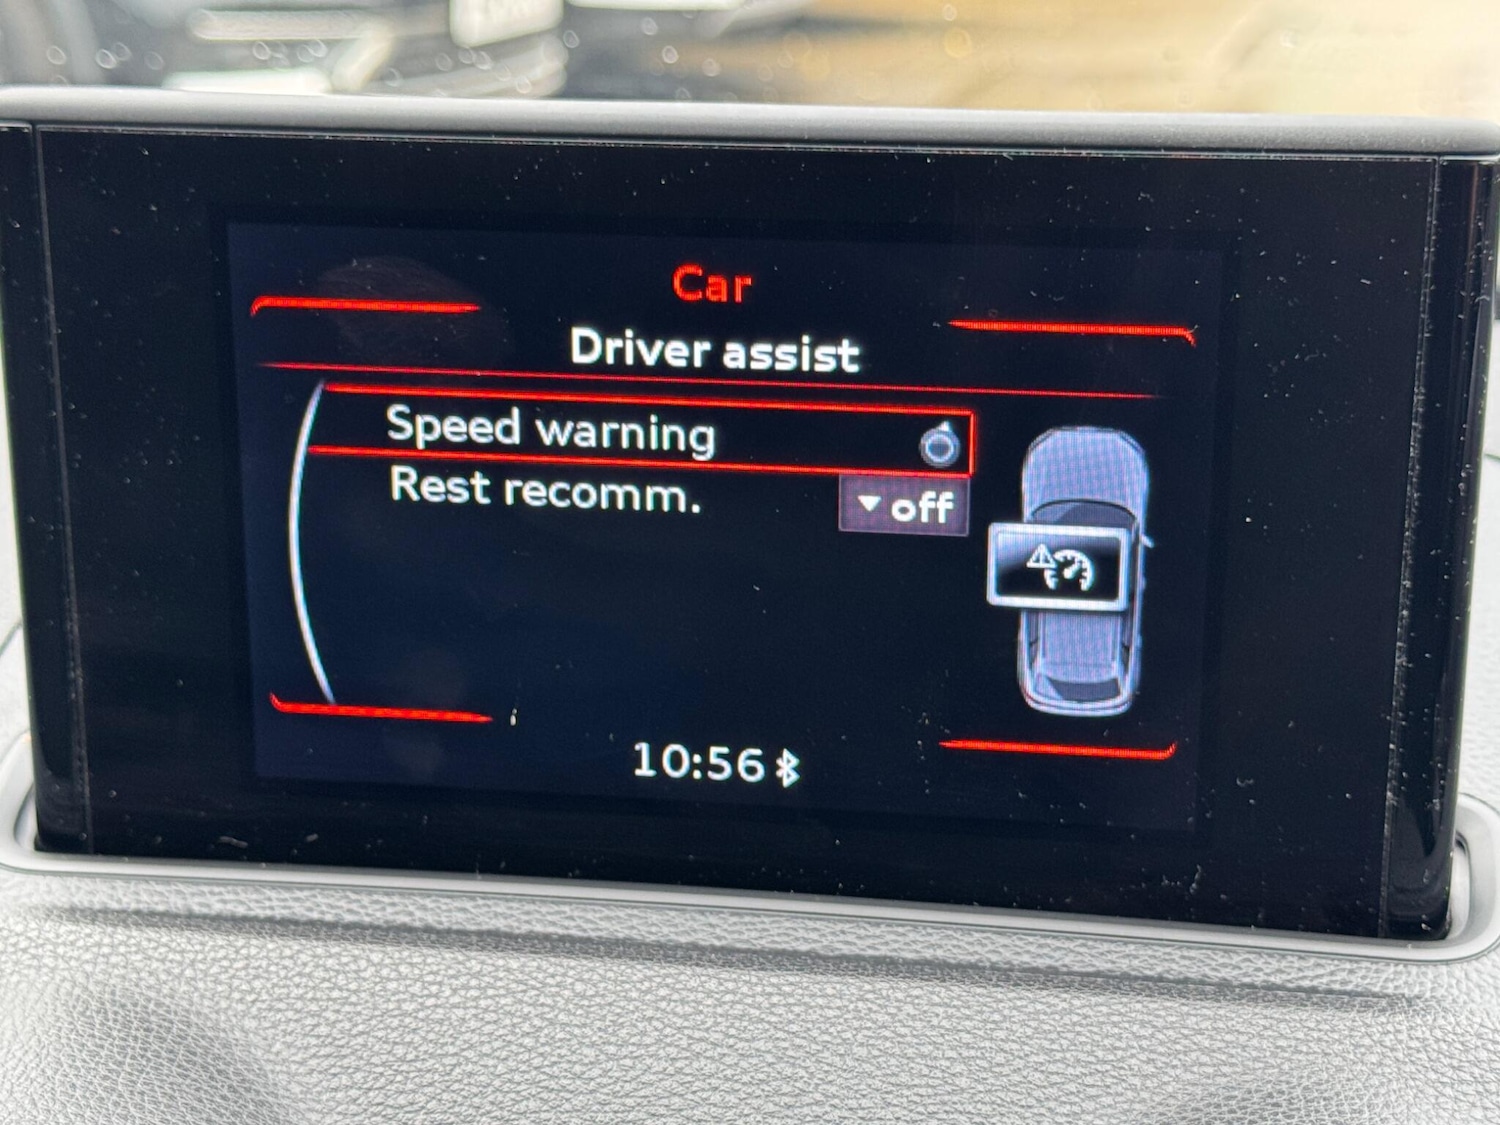 Car
Driver assist
Speed warning
Rest recomm.
off
10:56